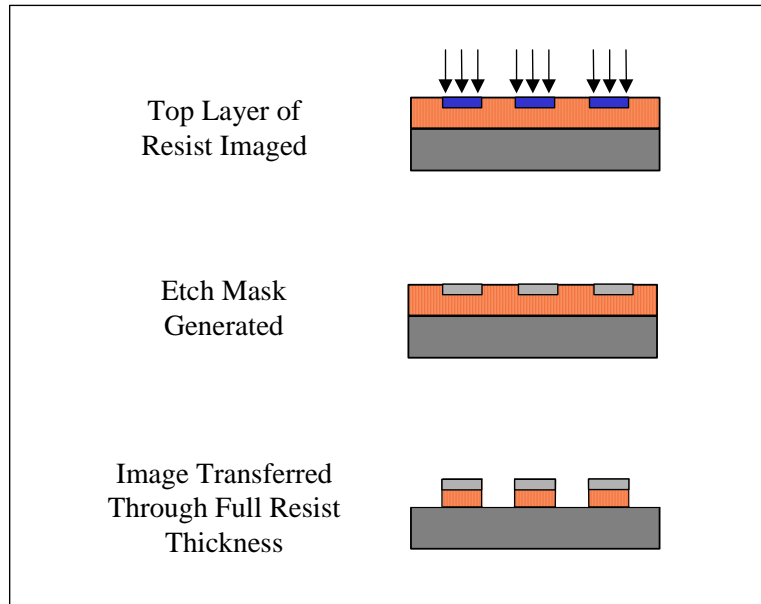 Top Layer of
Resist Imaged
Etch Mask
Generated
Image Transferred
Through Full Resist
Thickness